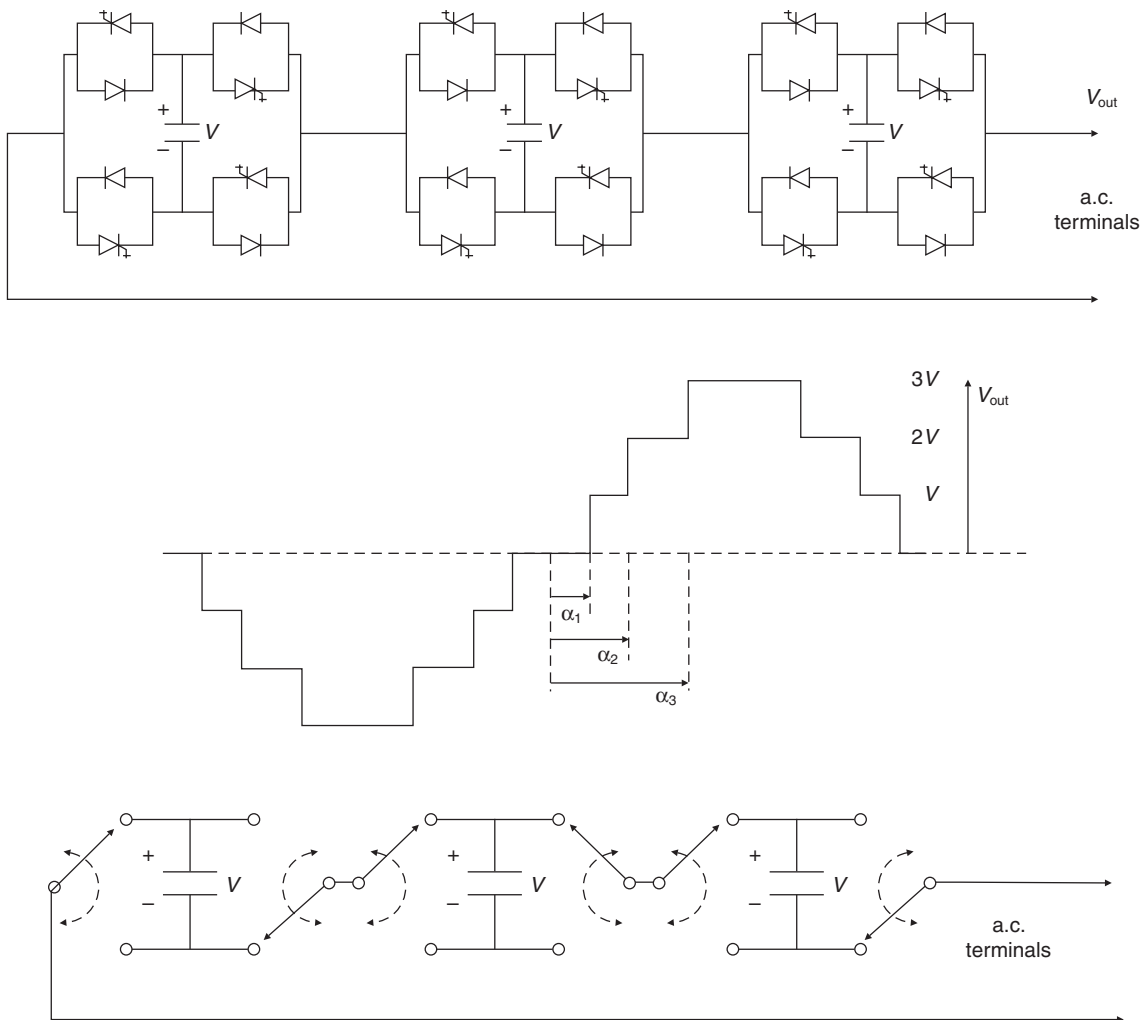 +
V
−
+
V
−
+
V
−
V_out
a.c.
terminals
3V
V_out
2V
V
α1
α2
α3
+
V
−
+
V
−
+
V
−
a.c.
terminals